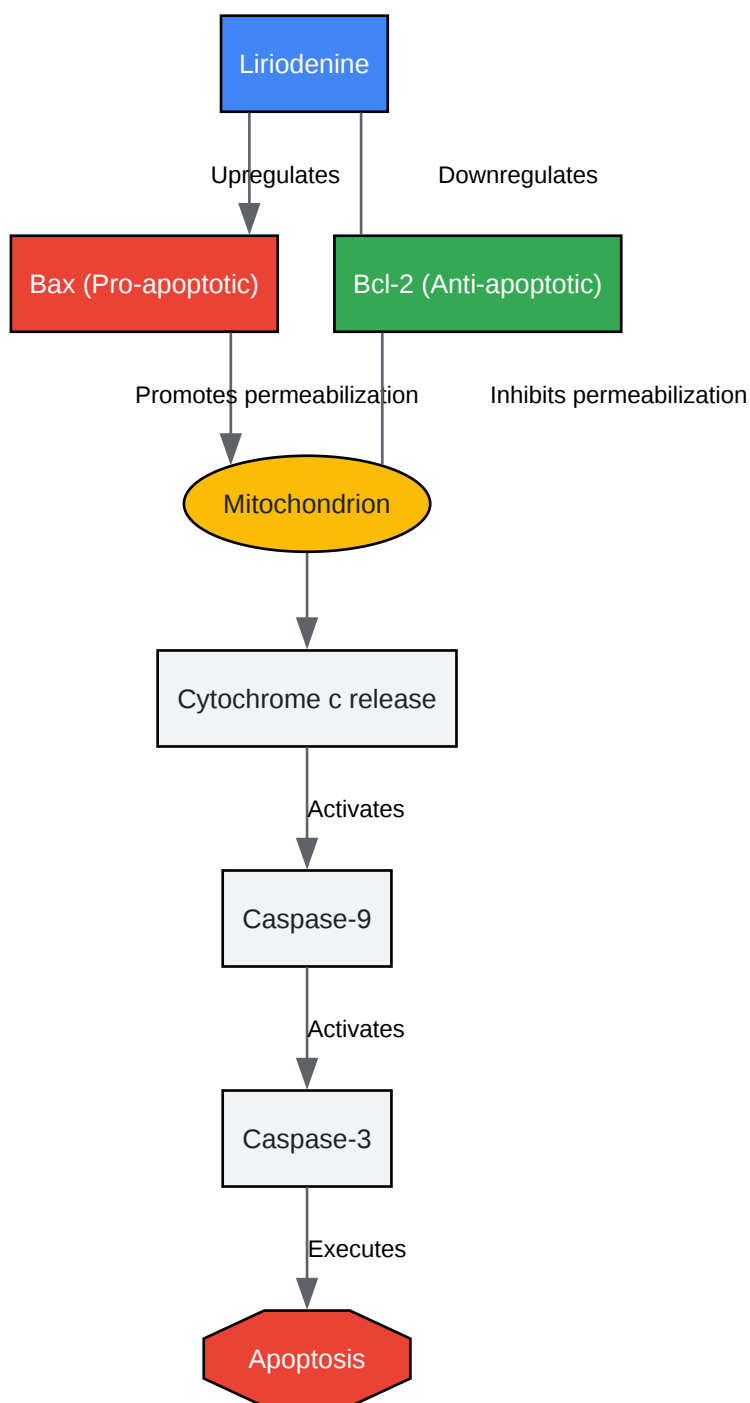 Liriodenine
Upregulates
Downregulates
Bax (Pro-apoptotic)
Bcl-2 (Anti-apoptotic)
Promotes permeabilization
Inhibits permeabilization
Mitochondrion
Cytochrome c release
Activates
Caspase-9
Activates
Caspase-3
Executes
Apoptosis